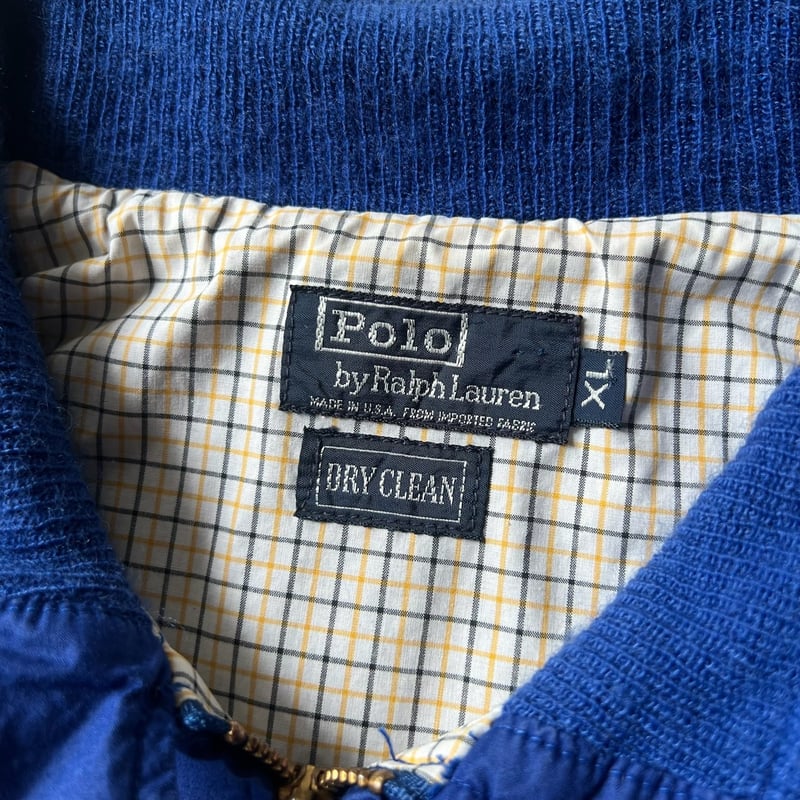 Polo
by Ralph Lauren
MADE IN U.S.A. FROM IMPORTED FABRIC
XL
DRY CLEAN